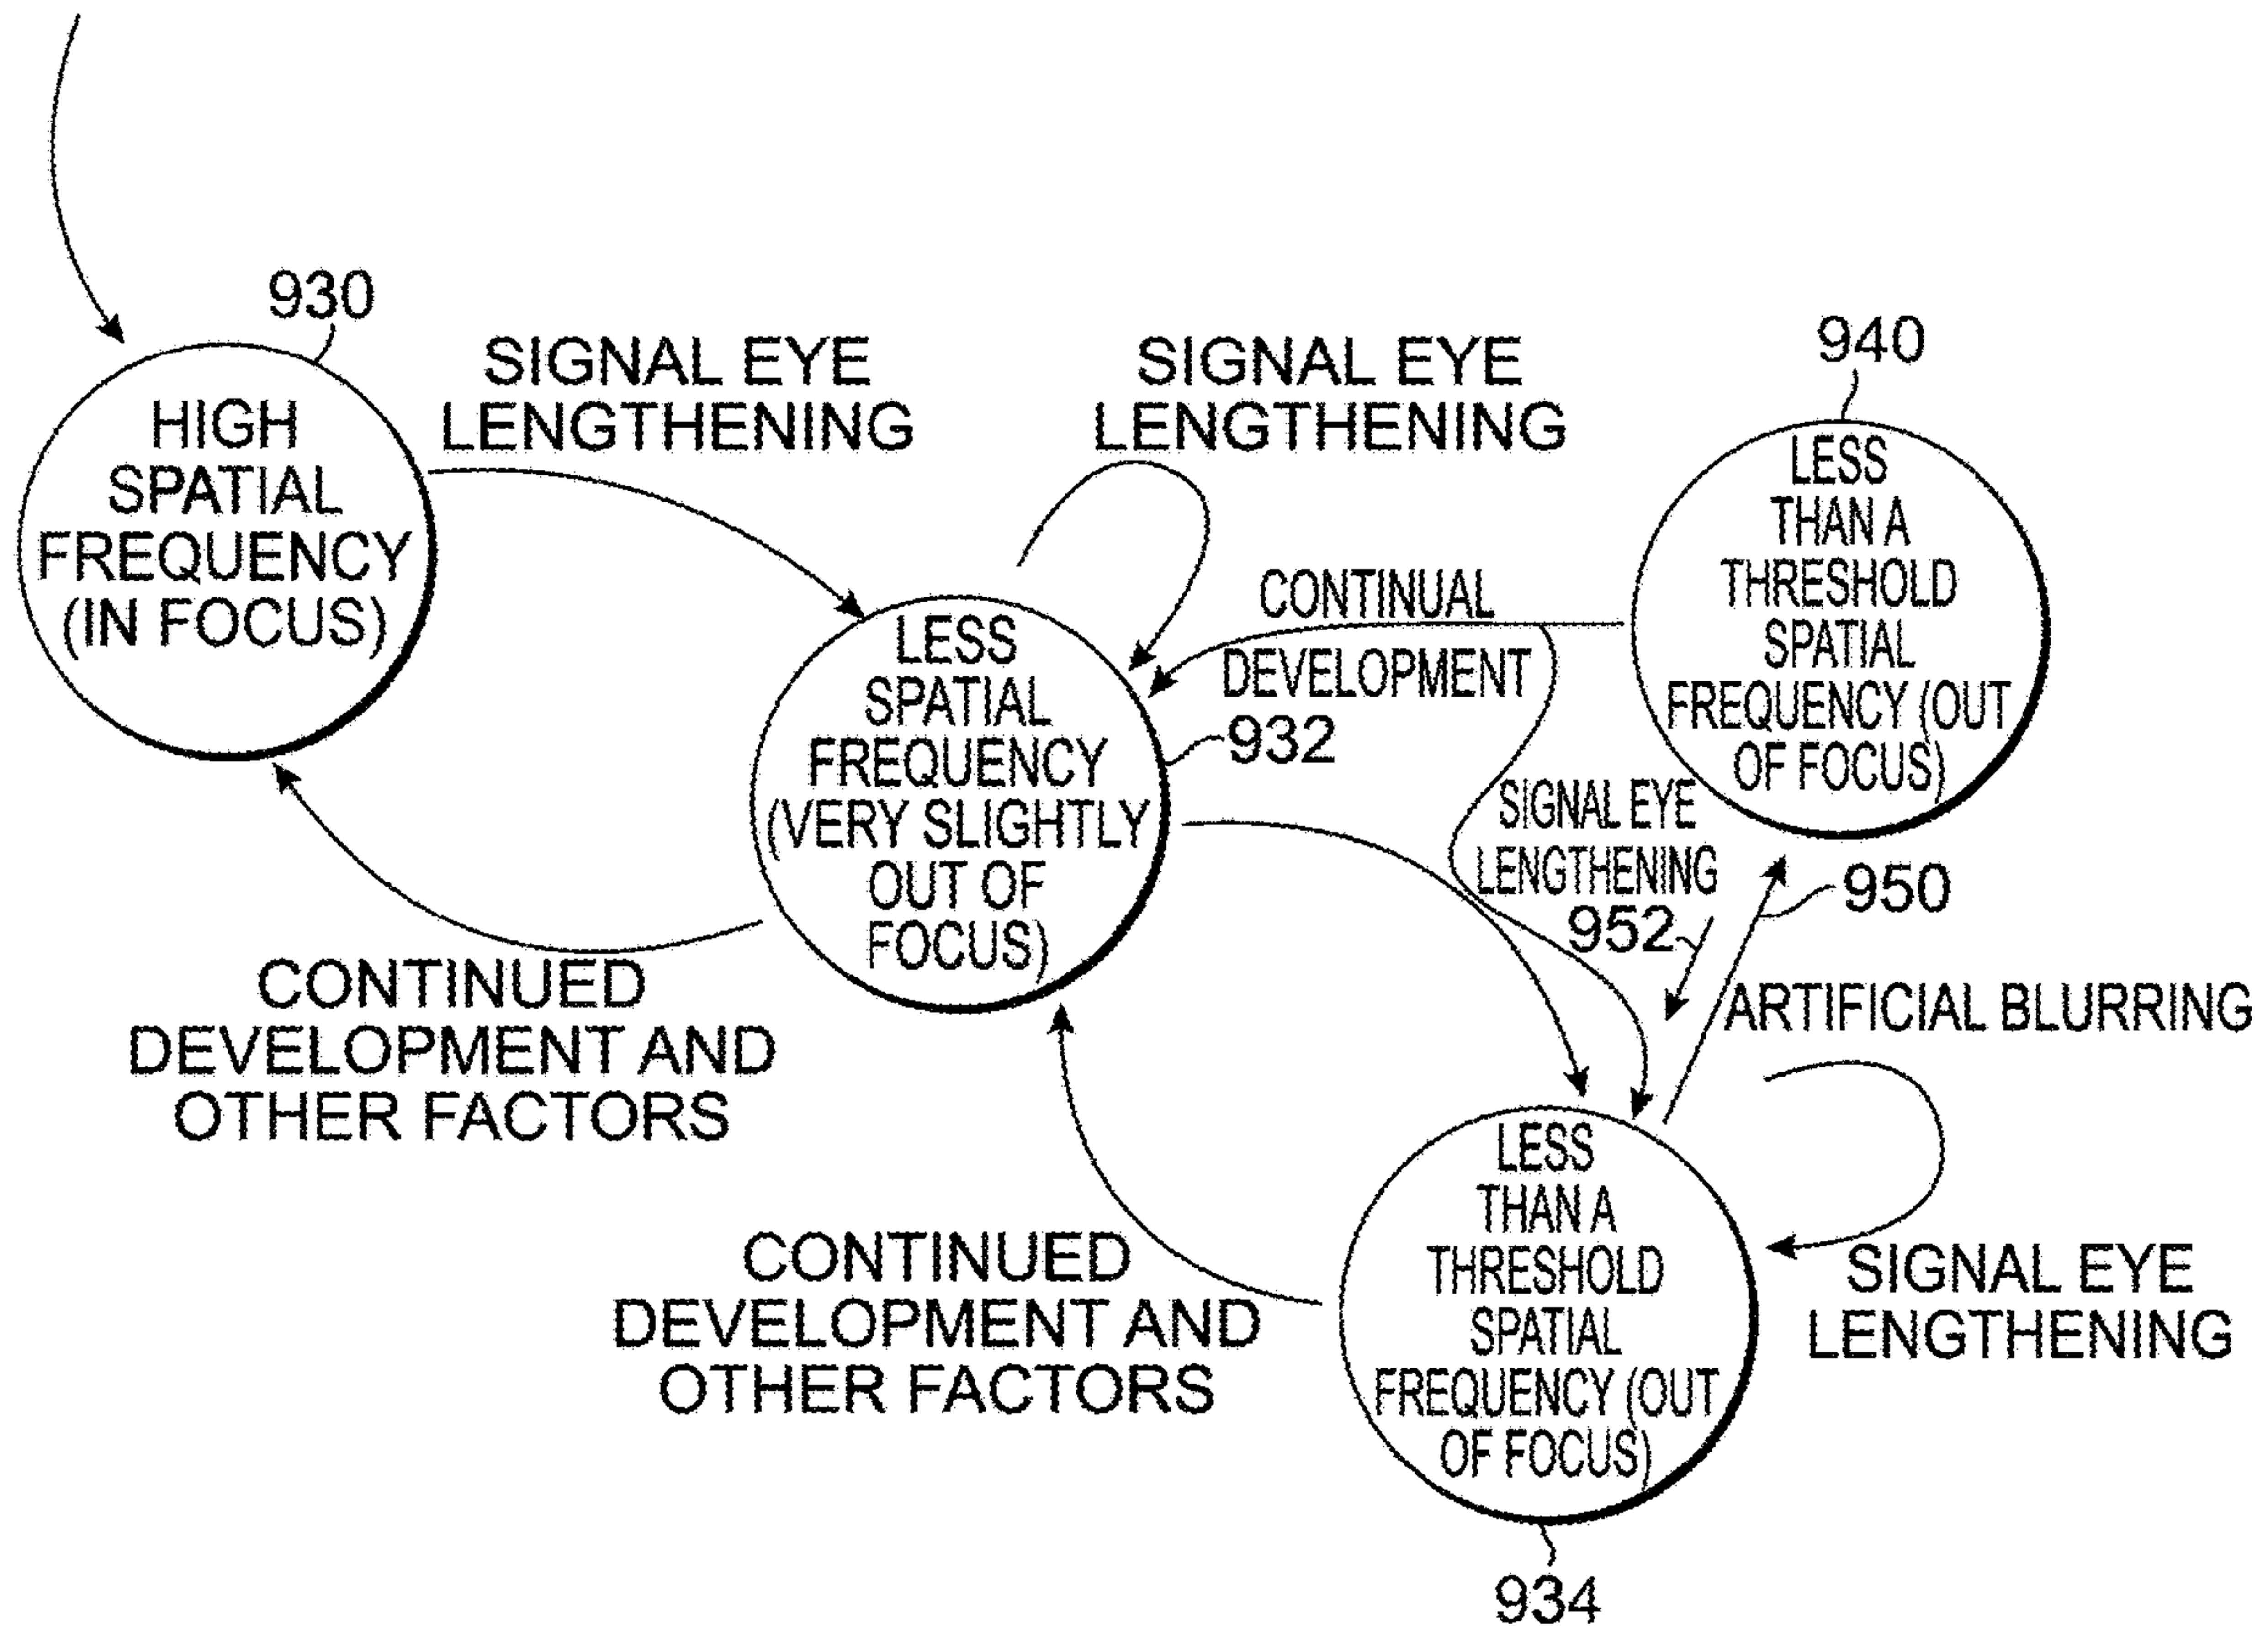 930
HIGH
SPATIAL
FREQUENCY
(IN FOCUS)
SIGNAL EYE
LENGTHENING
SIGNAL EYE
LENGTHENING
940
LESS
THAN A
THRESHOLD
SPATIAL
FREQUENCY (OUT
OF FOCUS)
CONTINUAL
DEVELOPMENT
932
LESS
SPATIAL
FREQUENCY
(VERY SLIGHTLY
OUT OF
FOCUS)
SIGNAL EYE
LENGTHENING
952
950
ARTIFICIAL BLURRING
CONTINUED
DEVELOPMENT AND
OTHER FACTORS
CONTINUED
DEVELOPMENT AND
OTHER FACTORS
LESS
THAN A
THRESHOLD
SPATIAL
FREQUENCY (OUT
OF FOCUS)
SIGNAL EYE
LENGTHENING
934